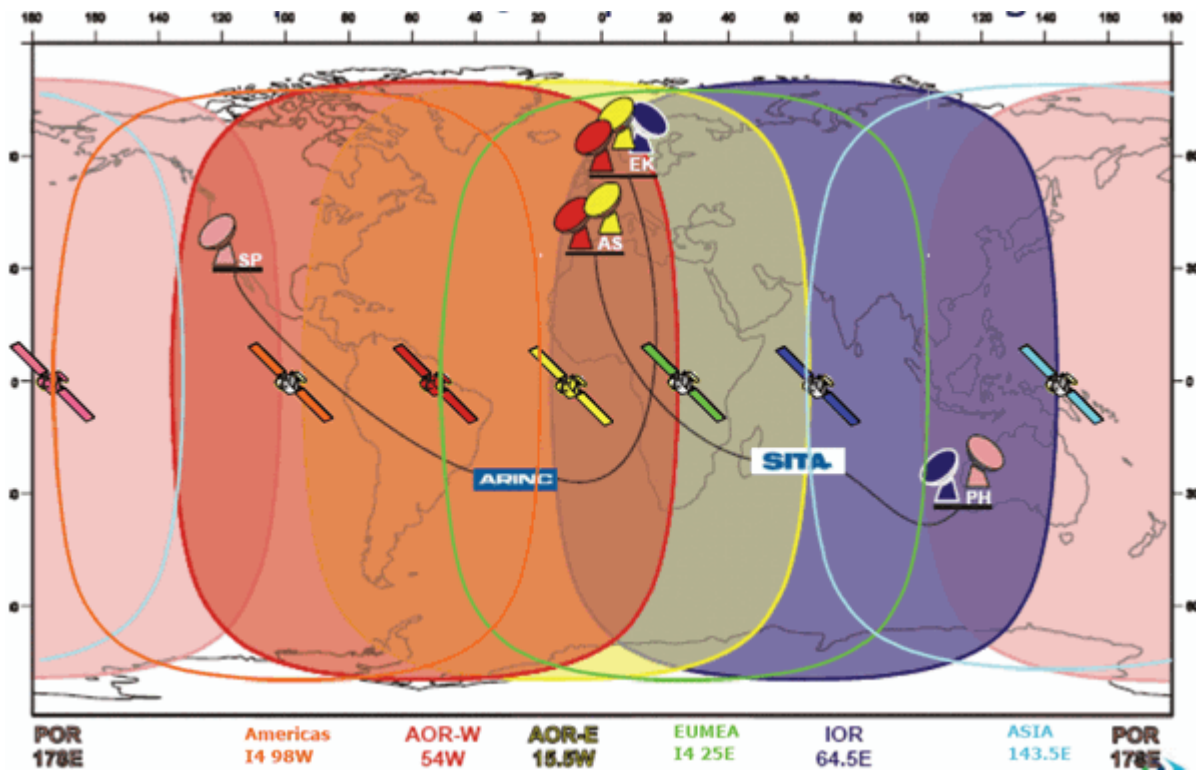 180 160 140 120 100 80 60 40 20 0 20 40 60 80 100 120 140 160 180
EK
AS
SP
ARINC
SITA
PH
POR
178E
Americas
I4 98W
AOR-W
54W
AOR-E
15.5W
EUMEA
I4 25E
IOR
64.5E
ASIA
143.5E
POR
178E